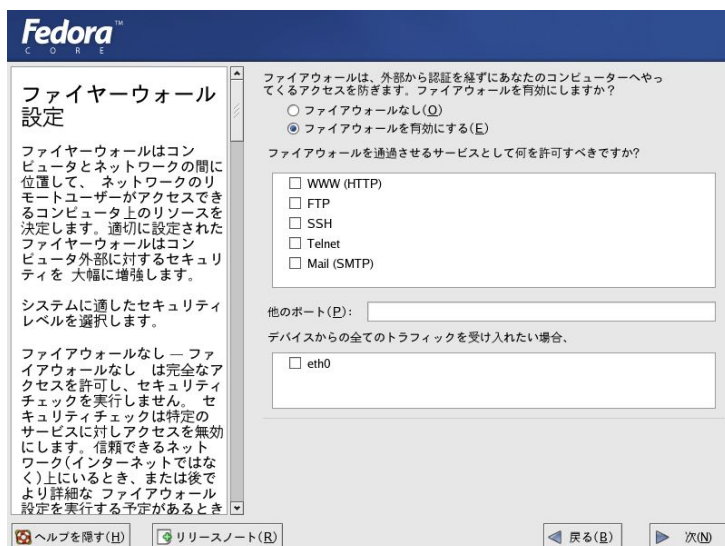 Fedora™
CORE
ファイヤーウォール
設定
ファイヤーウォールはコン
ピュータとネットワークの間に
位置して、 ネットワークのリ
モートユーザーがアクセスでき
るコンピュータ上のリソースを
決定します。適切に設定された
ファイヤーウォールはコン
ピュータ外部に対するセキュリ
ティを 大幅に増強します。
システムに適したセキュリティ
レベルを選択します。
ファイアウォールなし — ファ
イアウォールなし は完全なア
クセスを許可し、セキュリティ
チェックを実行しません。 セ
キュリティチェックは特定の
サービスに対しアクセスを無効
にします。信頼できるネット
ワーク(インターネットではな
く)上にいるとき、または後で
より詳細な ファイアウォール
設定を実行する予定があるとき
ファイアウォールは、外部から認証を経ずにあなたのコンピューターへやっ
てくるアクセスを防ぎます。ファイアウォールを有効にしますか？
ファイアウォールなし(O)
ファイアウォールを有効にする(E)
ファイアウォールを通過させるサービスとして何を許可すべきですか?
WWW (HTTP)
FTP
SSH
Telnet
Mail (SMTP)
他のポート(P):
デバイスからの全てのトラフィックを受け入れたい場合、
eth0
ヘルプを隠す(H)
リリースノート(R)
戻る(B)
次(N)